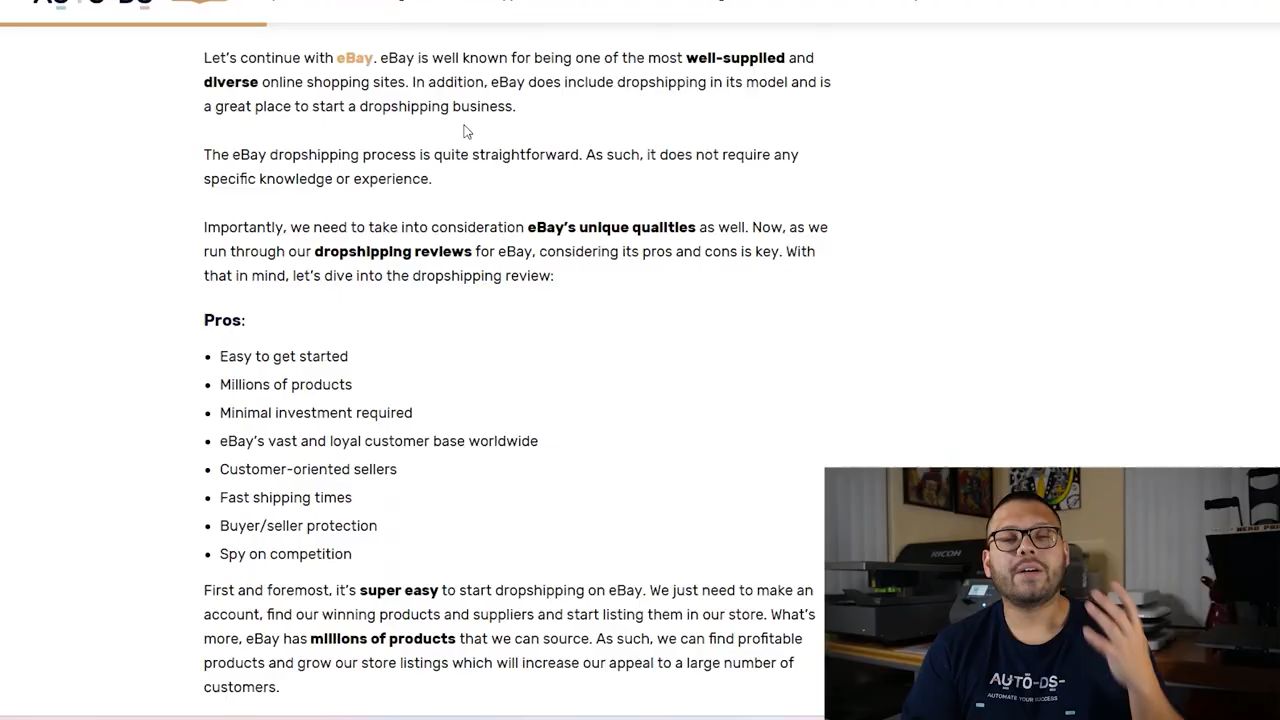 AUTO-DS
Let's continue with eBay. eBay is well known for being one of the most well-supplied and
diverse online shopping sites. In addition, eBay does include dropshipping in its model and is
a great place to start a dropshipping business.
The eBay dropshipping process is quite straightforward. As such, it does not require any
specific knowledge or experience.
Importantly, we need to take into consideration eBay's unique qualities as well. Now, as we
run through our dropshipping reviews for eBay, considering its pros and cons is key. With
that in mind, let's dive into the dropshipping review:
Pros:
• Easy to get started
• Millions of products
• Minimal investment required
• eBay's vast and loyal customer base worldwide
• Customer-oriented sellers
• Fast shipping times
• Buyer/seller protection
• Spy on competition
First and foremost, it's super easy to start dropshipping on eBay. We just need to make an
account, find our winning products and suppliers and start listing them in our store. What's
more, eBay has millions of products that we can source. As such, we can find profitable
products and grow our store listings which will increase our appeal to a large number of
customers.
RICON
AUTO-DS-
AUTOMATE YOUR SUCCESS